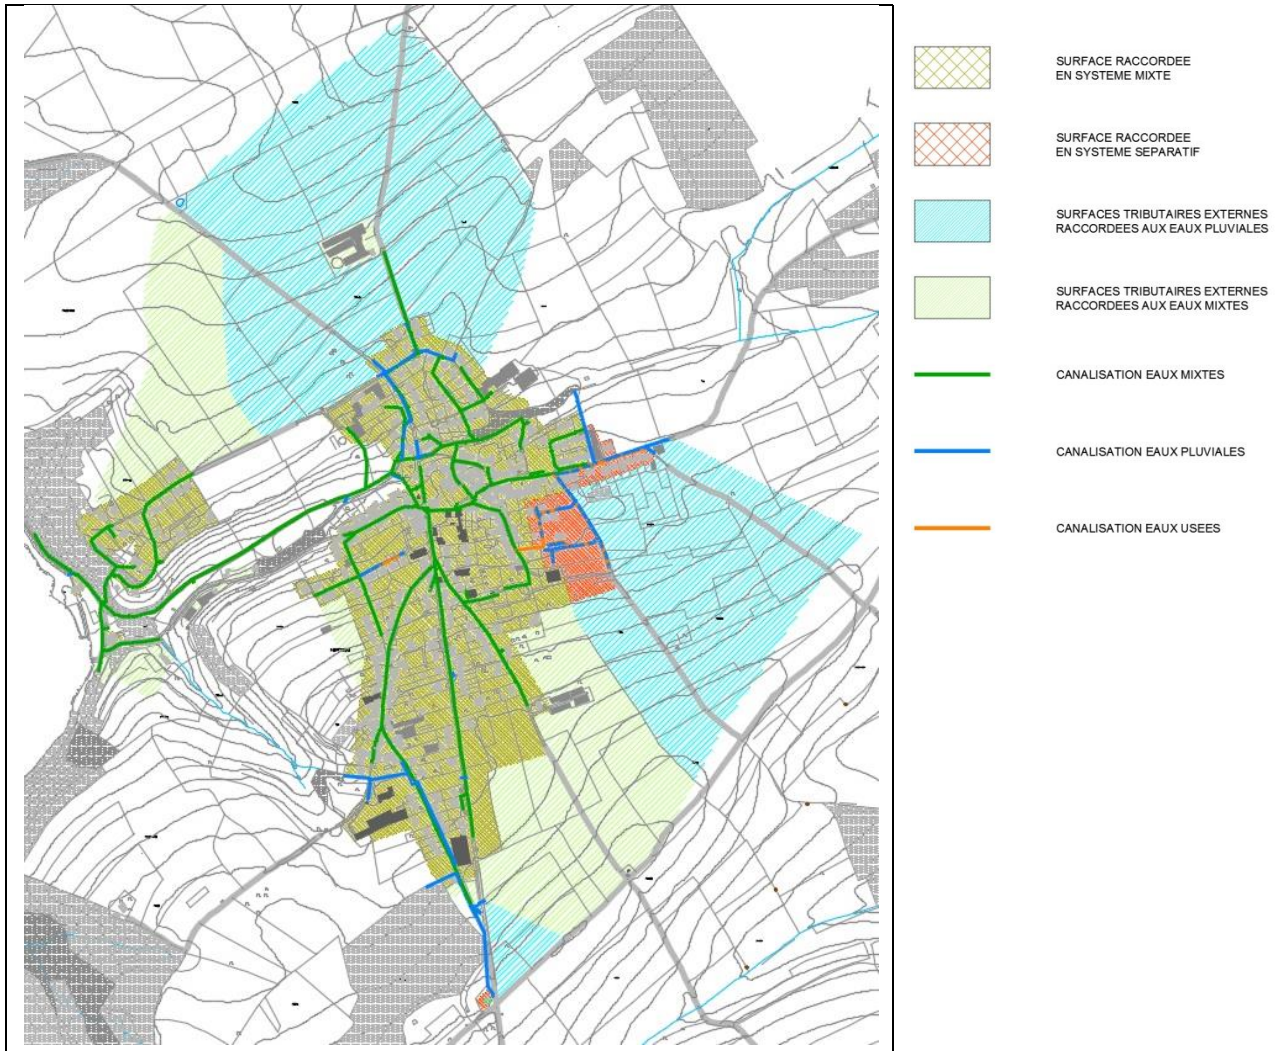 SURFACE RACCORDEE
EN SYSTEME MIXTE
SURFACE RACCORDEE
EN SYSTEME SEPARATIF
SURFACES TRIBUTAIRES EXTERNES
RACCORDEES AUX EAUX PLUVIALES
SURFACES TRIBUTAIRES EXTERNES
RACCORDEES AUX EAUX MIXTES
CANALISATION EAUX MIXTES
CANALISATION EAUX PLUVIALES
CANALISATION EAUX USEES